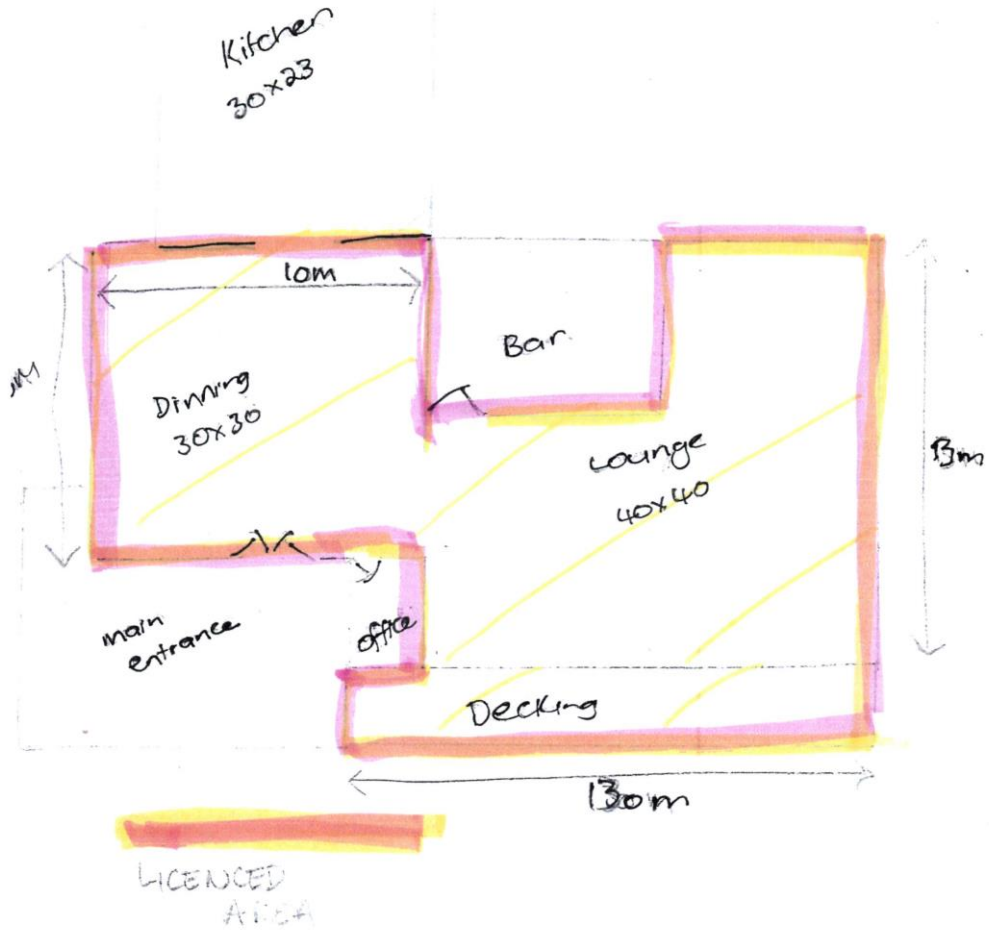 Kitchen
30x23
10m
Bar
Dinning
30x30
Lounge
40x40
13m
main
entrance
office
Decking
130m
LICENCED
AREA